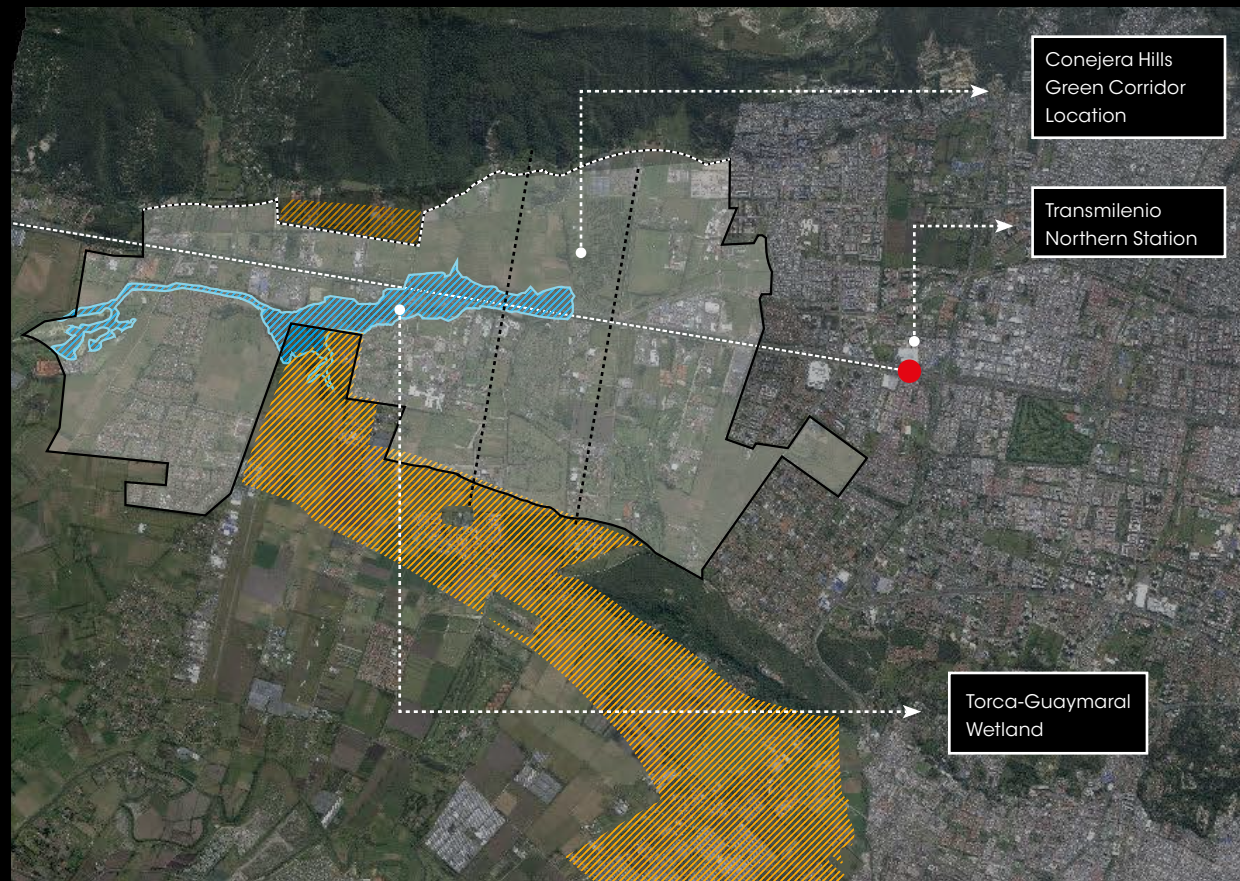 Conejera Hills
Green Corridor
Location
Transmilenio
Northern Station
Torca-Guaymaral
Wetland